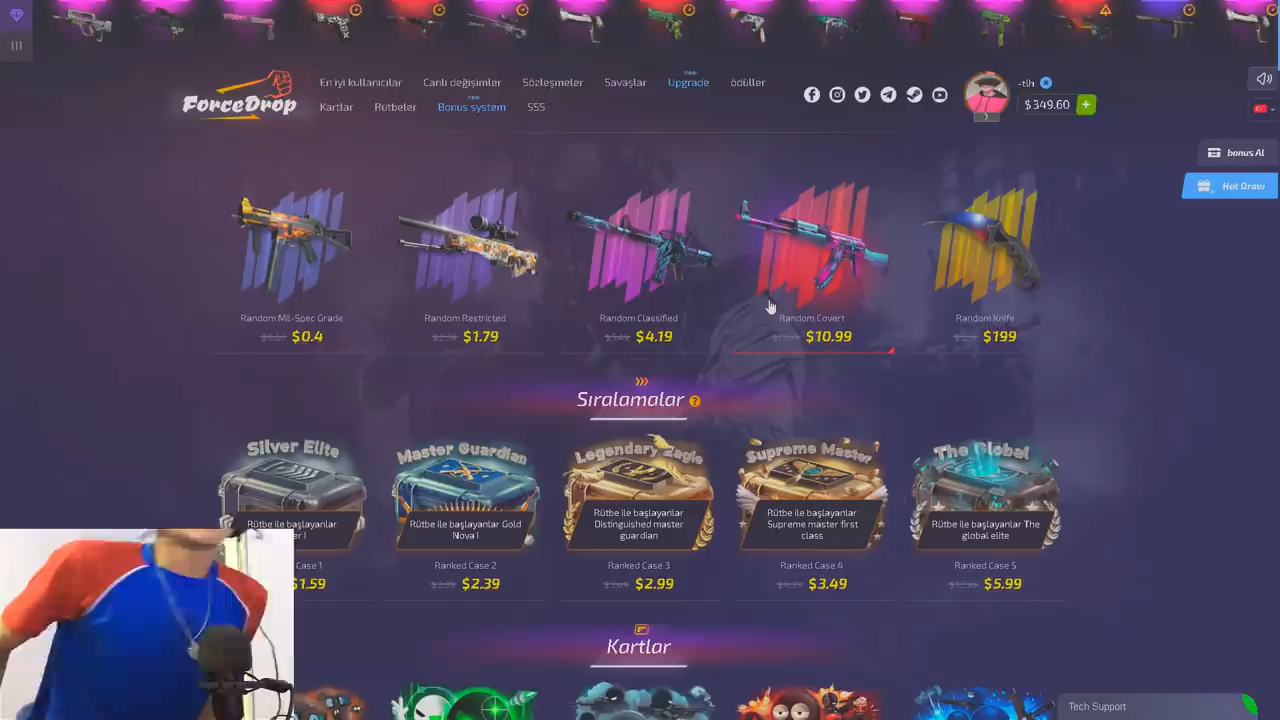 ForceDrop
En iyi kullanıcılar
Canlı değişimler
Sözleşmeler
Savaşlar
new
Upgrade
ödüller
Kartlar
Rütbeler
new
Bonus system
SSS
-tlh
$349.60
bonus AI
Hot Draw
Random Mil-Spec Grade
$0.4
Random Restricted
$1.79
Random Classified
$4.19
Random Covert
$10.99
Random Knife
$199
Sıralamalar
Silver Elite
Master Guardian
Legendary Eagle
Supreme Master
The Global
Rütbe ile başlayanlar
Rütbe ile başlayanlar Gold
Nova I
Rütbe ile başlayanlar
Distinguished master
guardian
Rütbe ile başlayanlar
Supreme master first
class
Rütbe ile başlayanlar The
global elite
Case 1
$1.59
Ranked Case 2
$2.39
Ranked Case 3
$2.99
Ranked Case 4
$3.49
Ranked Case 5
$5.99
Kartlar
Tech Support